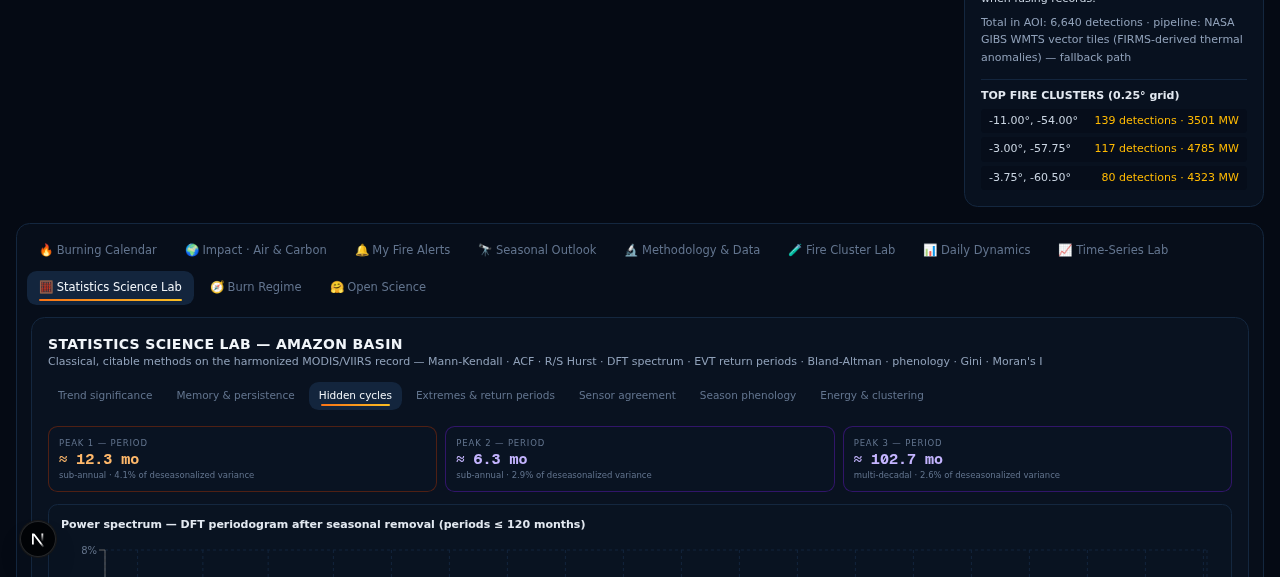 Total in AOI: 6,640 detections · pipeline: NASA
GIBS WMTS vector tiles (FIRMS-derived thermal
anomalies) — fallback path
TOP FIRE CLUSTERS (0.25° grid)
-11.00°, -54.00° 139 detections · 3501 MW
-3.00°, -57.75° 117 detections · 4785 MW
-3.75°, -60.50° 80 detections · 4323 MW
🔥 Burning Calendar 🌍 Impact · Air & Carbon 🔔 My Fire Alerts 🔭 Seasonal Outlook 🔬 Methodology & Data 🧪 Fire Cluster Lab 📊 Daily Dynamics 📈 Time-Series Lab
🧮 Statistics Science Lab 🧭 Burn Regime 🤗 Open Science
STATISTICS SCIENCE LAB — AMAZON BASIN
Classical, citable methods on the harmonized MODIS/VIIRS record — Mann-Kendall · ACF · R/S Hurst · DFT spectrum · EVT return periods · Bland-Altman · phenology · Gini · Moran's I
Trend significance Memory & persistence Hidden cycles Extremes & return periods Sensor agreement Season phenology Energy & clustering
PEAK 1 — PERIOD
≈ 12.3 mo
sub-annual · 4.1% of deseasonalized variance
PEAK 2 — PERIOD
≈ 6.3 mo
sub-annual · 2.9% of deseasonalized variance
PEAK 3 — PERIOD
≈ 102.7 mo
multi-decadal · 2.6% of deseasonalized variance
Power spectrum — DFT periodogram after seasonal removal (periods ≤ 120 months)
N
8%